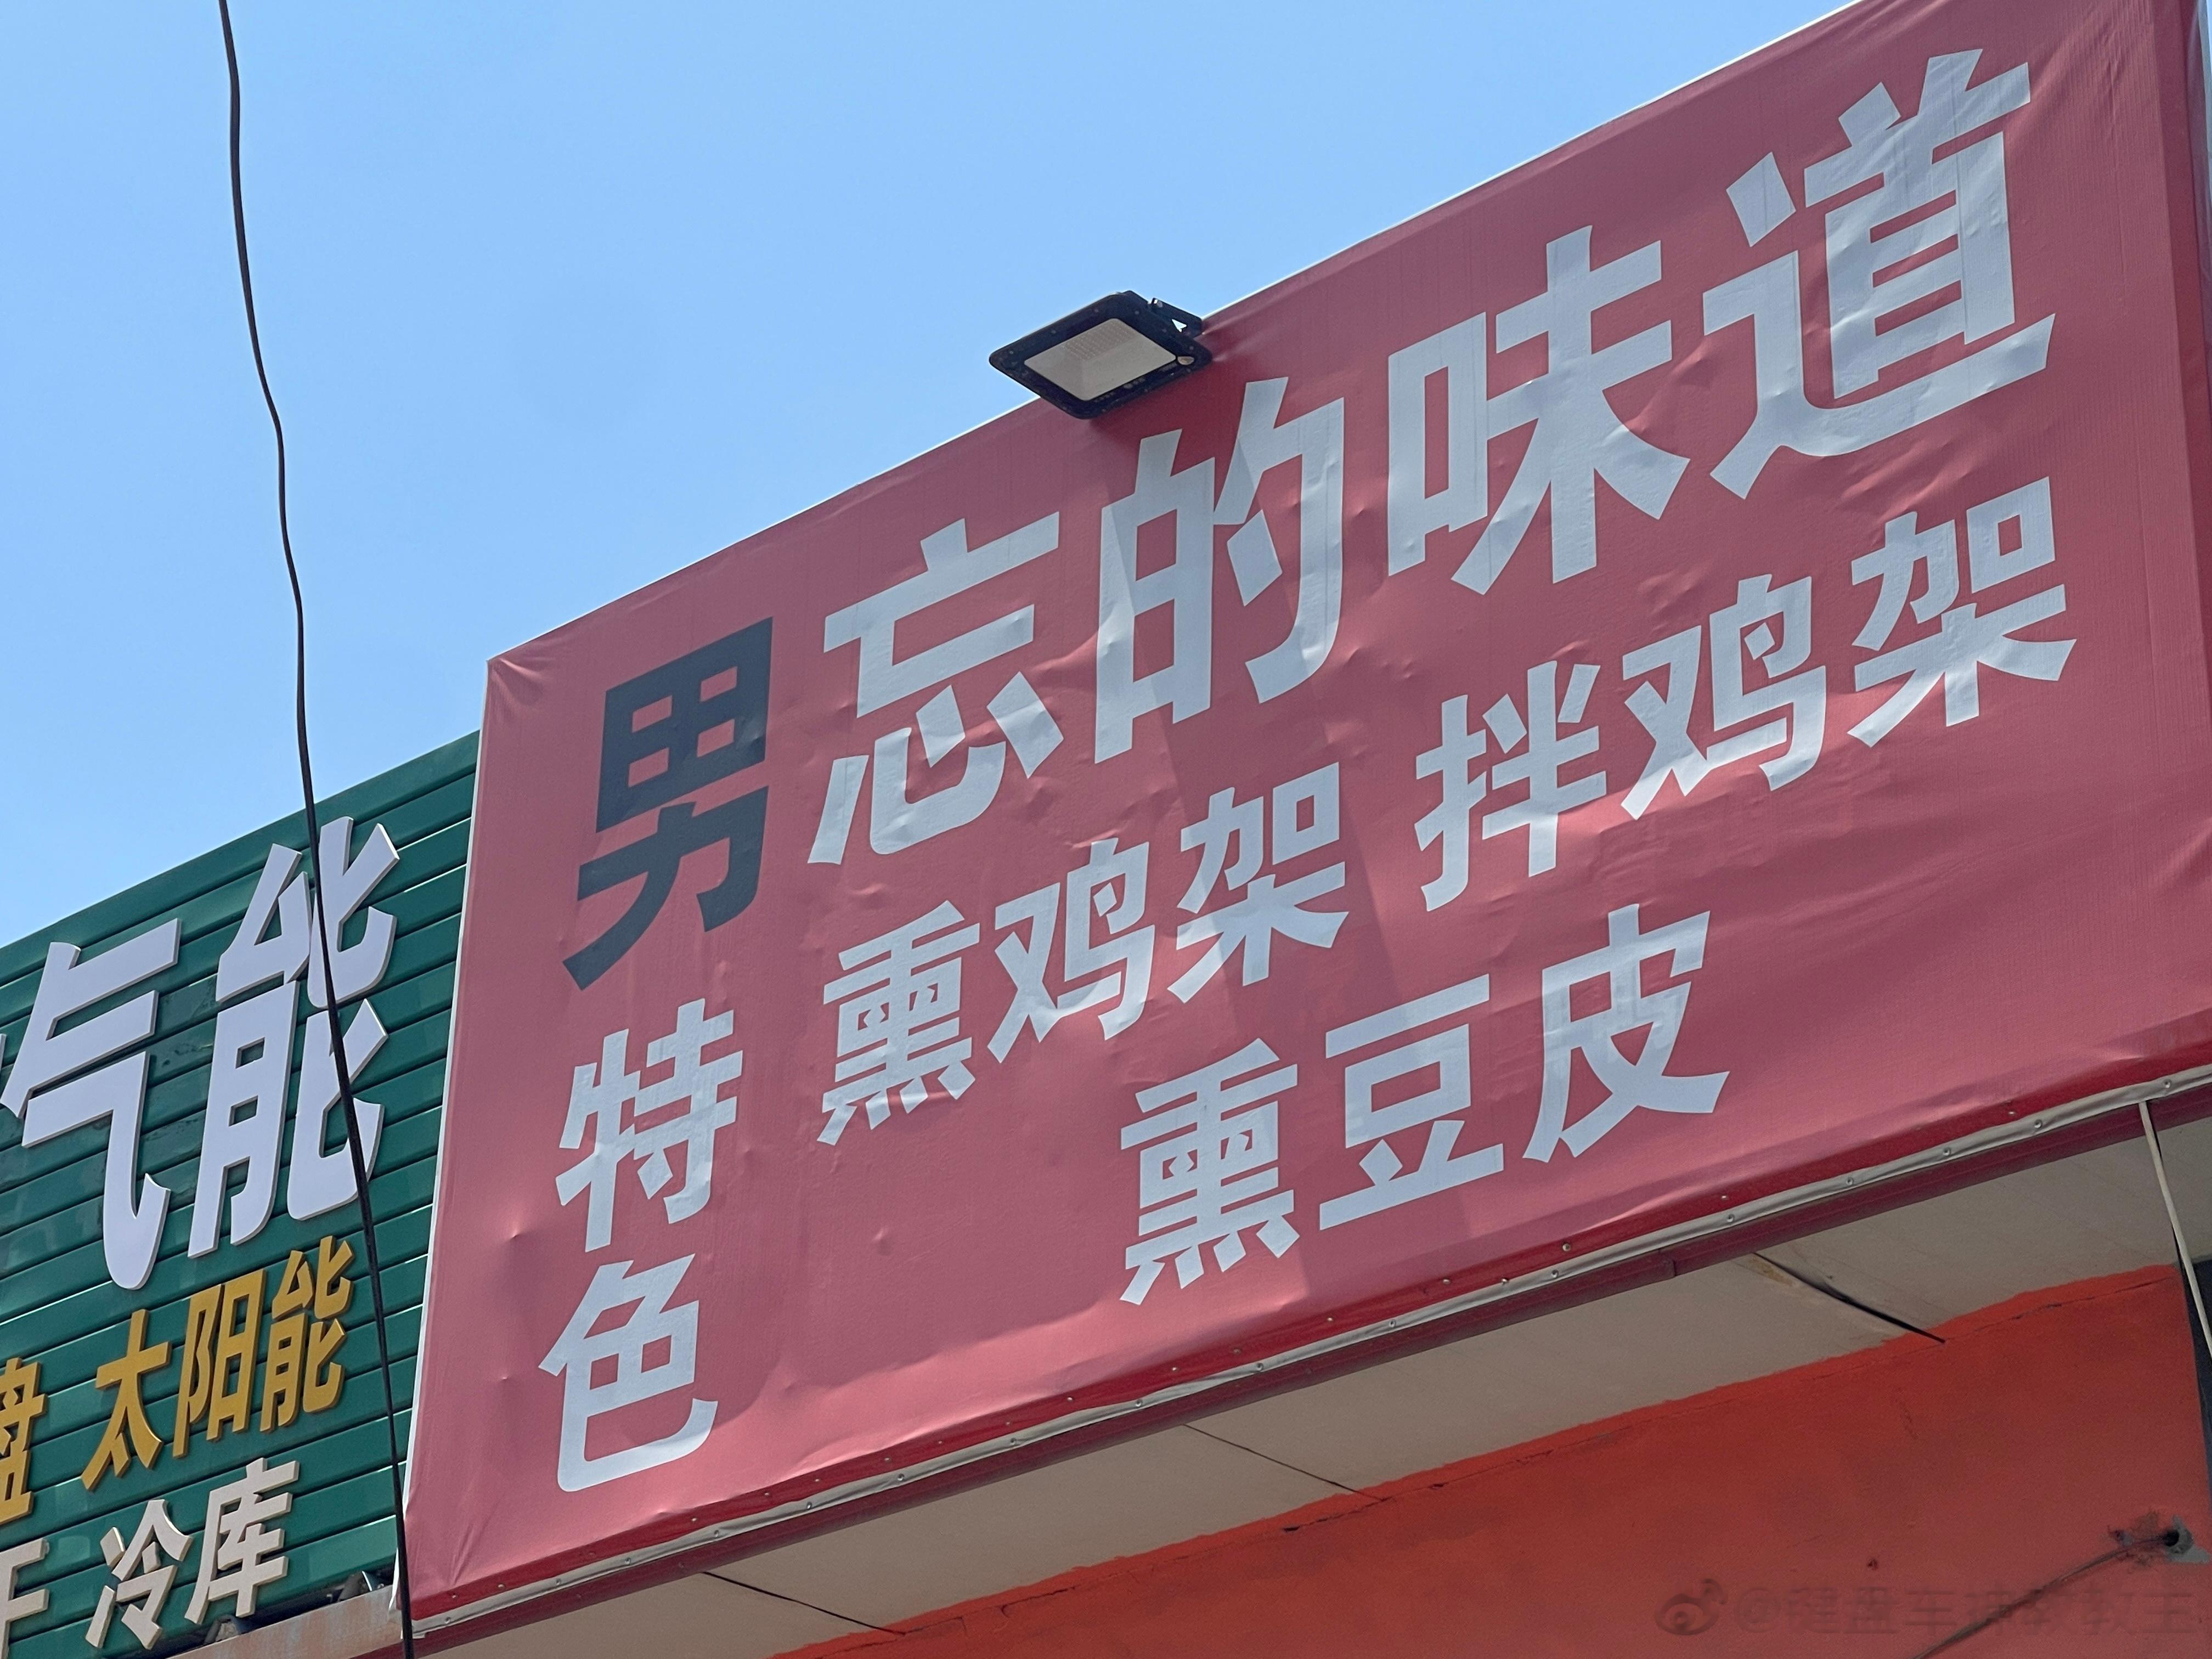 男忘的味道
特色
熏鸡架 拌鸡架
熏豆皮
气能
盘 太阳能
冷库